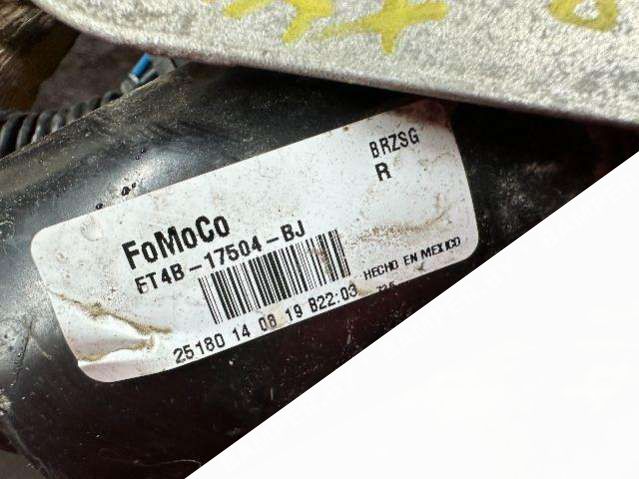 BRZSG
R
FoMoCo
FT4B-17504-BJ
HECHO EN MEXICO
25180 14 08 19 B22:03